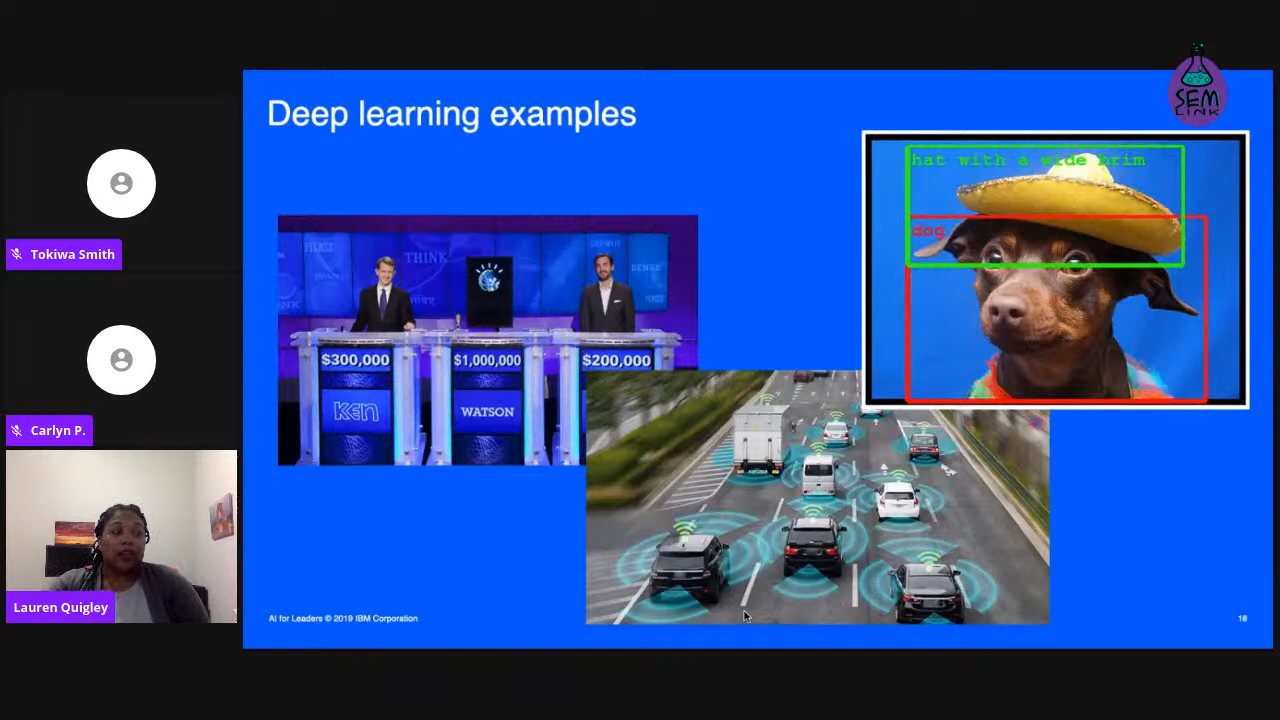 Deep learning examples
SEM
LINK
hat with a wide brim
dog
THINK
DENKE
$300,000
$1,000,000
$200,000
KEN
WATSON
Tokiwa Smith
Carlyn P.
Lauren Quigley
AI for Leaders © 2019 IBM Corporation
18